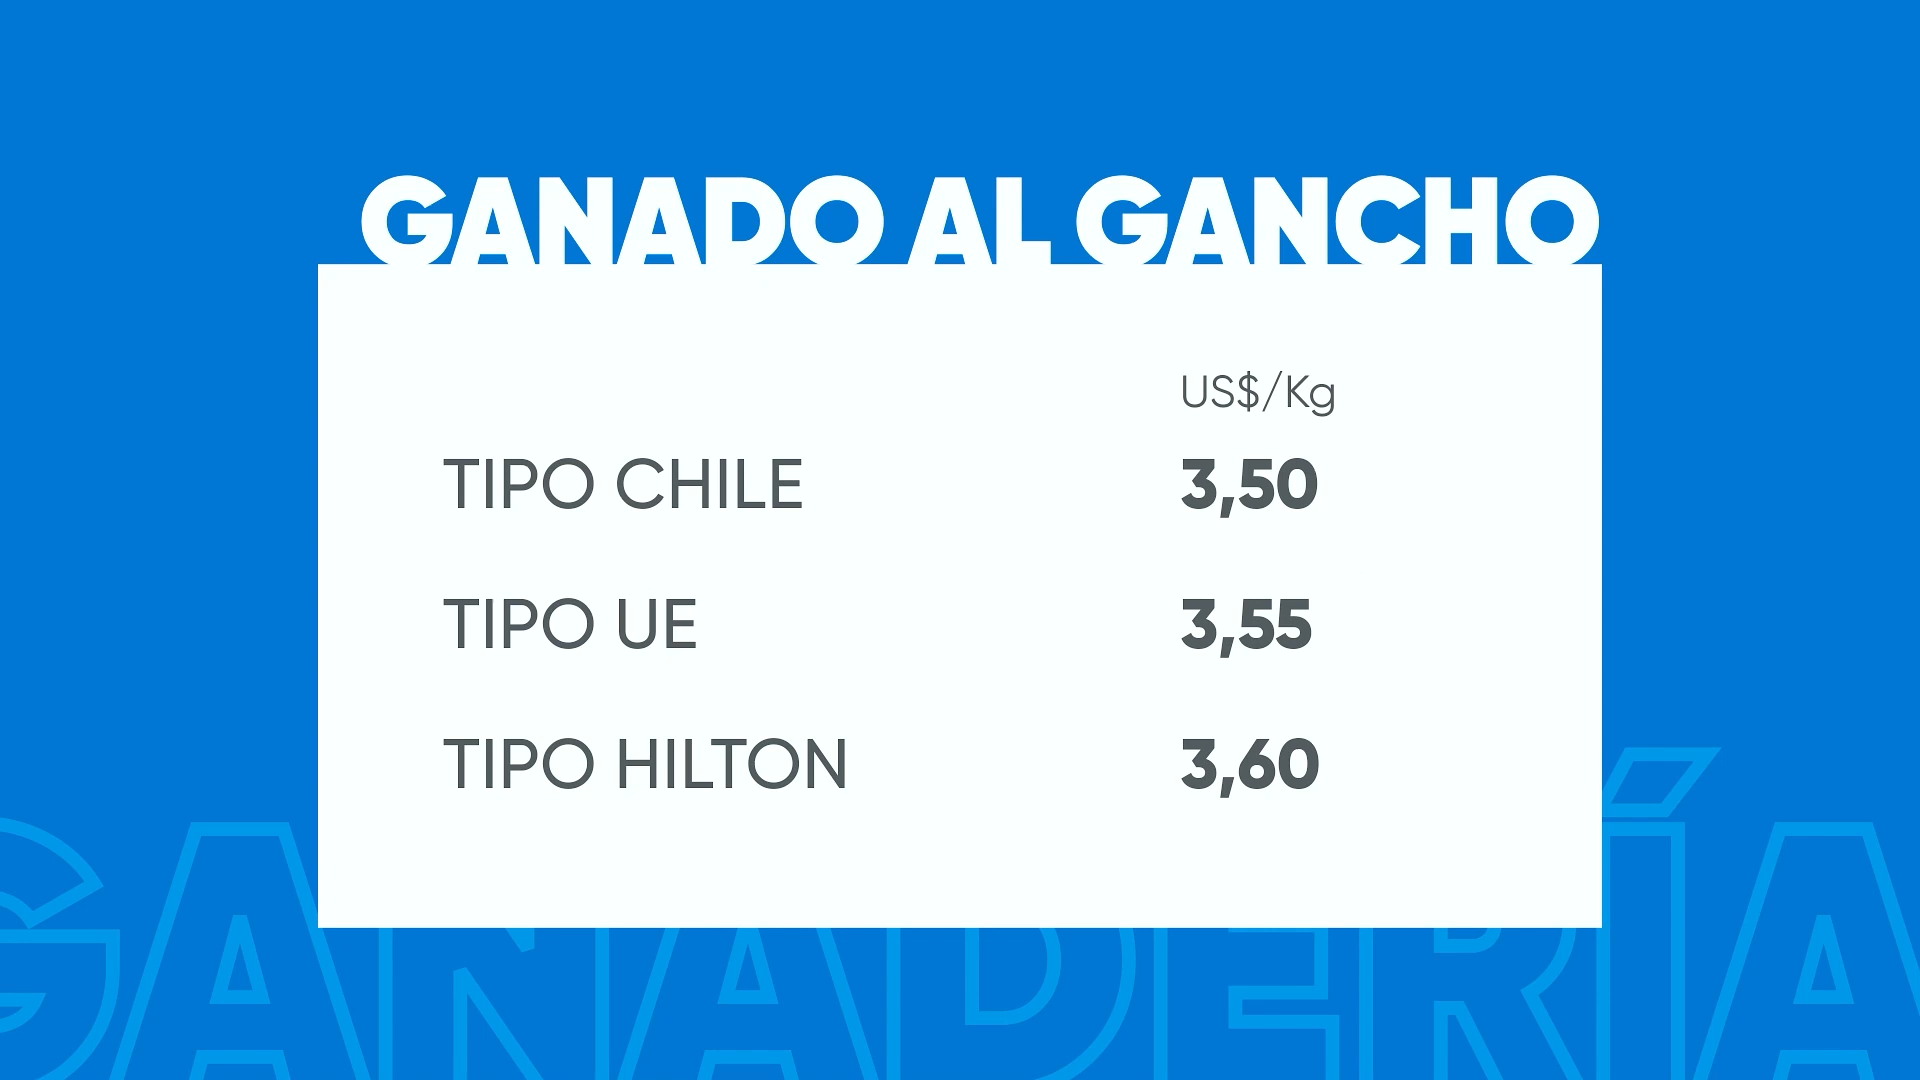 GANADO AL GANCHO
US$/Kg
TIPO CHILE 3,50
TIPO UE 3,55
TIPO HILTON 3,60
GANADERÍA